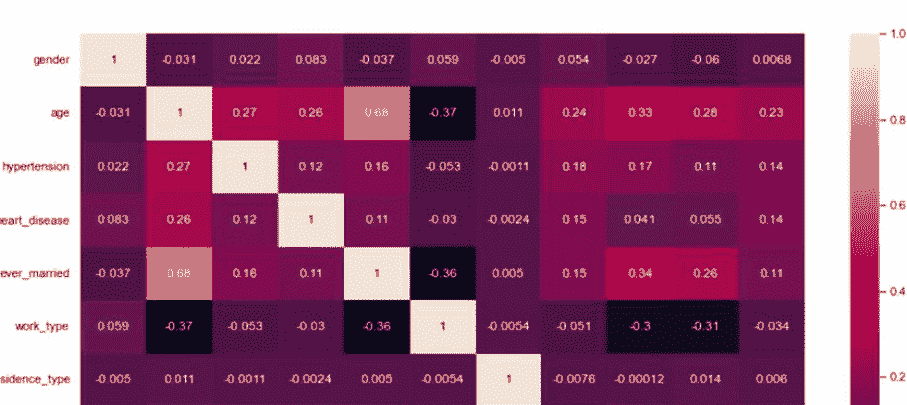 gender 1 -0.031 0.022 0.083 -0.037 0.059 -0.005 0.054 -0.027 -0.06 0.0068 1.0
age -0.031 1 0.27 0.26 0.68 -0.37 0.011 0.24 0.33 0.28 0.23 0.8
hypertension 0.022 0.27 1 0.12 0.16 -0.053 -0.0011 0.18 0.17 0.11 0.14
eart_disease 0.083 0.26 0.12 1 0.11 -0.03 -0.0024 0.15 0.041 0.055 0.14 0.6
ever_married -0.037 0.68 0.16 0.11 1 -0.36 0.005 0.15 0.34 0.26 0.11 0.4
work_type 0.059 -0.37 -0.053 -0.03 -0.36 1 -0.0054 -0.051 -0.3 -0.31 -0.034
sidence_type -0.005 0.011 -0.0011 -0.0024 0.005 -0.0054 1 -0.0076 -0.00012 0.014 0.006 0.2